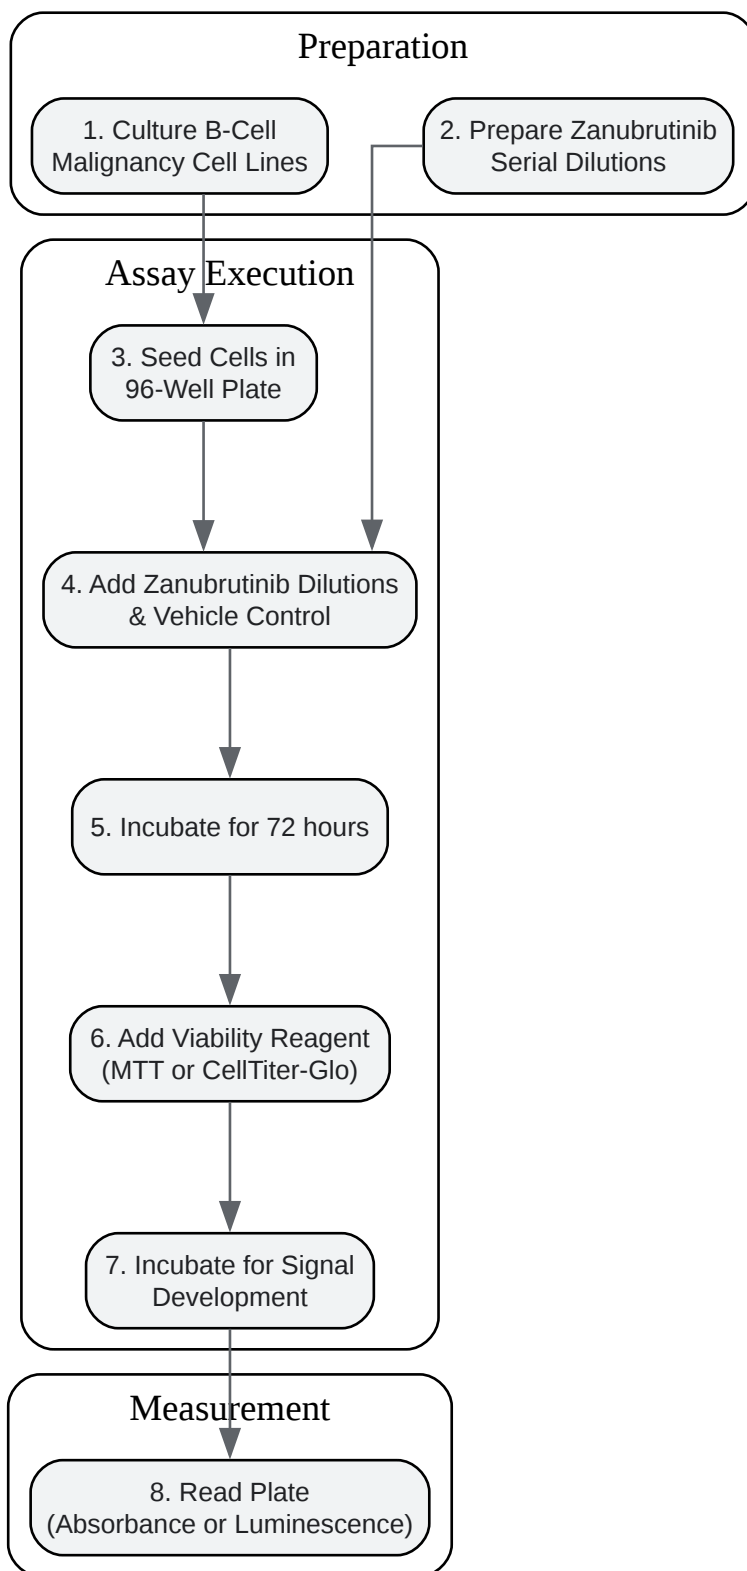 Preparation
1. Culture B-Cell
Malignancy Cell Lines
2. Prepare Zanubrutinib
Serial Dilutions
Assay Execution
3. Seed Cells in
96-Well Plate
4. Add Zanubrutinib Dilutions
& Vehicle Control
5. Incubate for 72 hours
6. Add Viability Reagent
(MTT or CellTiter-Glo)
7. Incubate for Signal
Development
Measurement
8. Read Plate
(Absorbance or Luminescence)